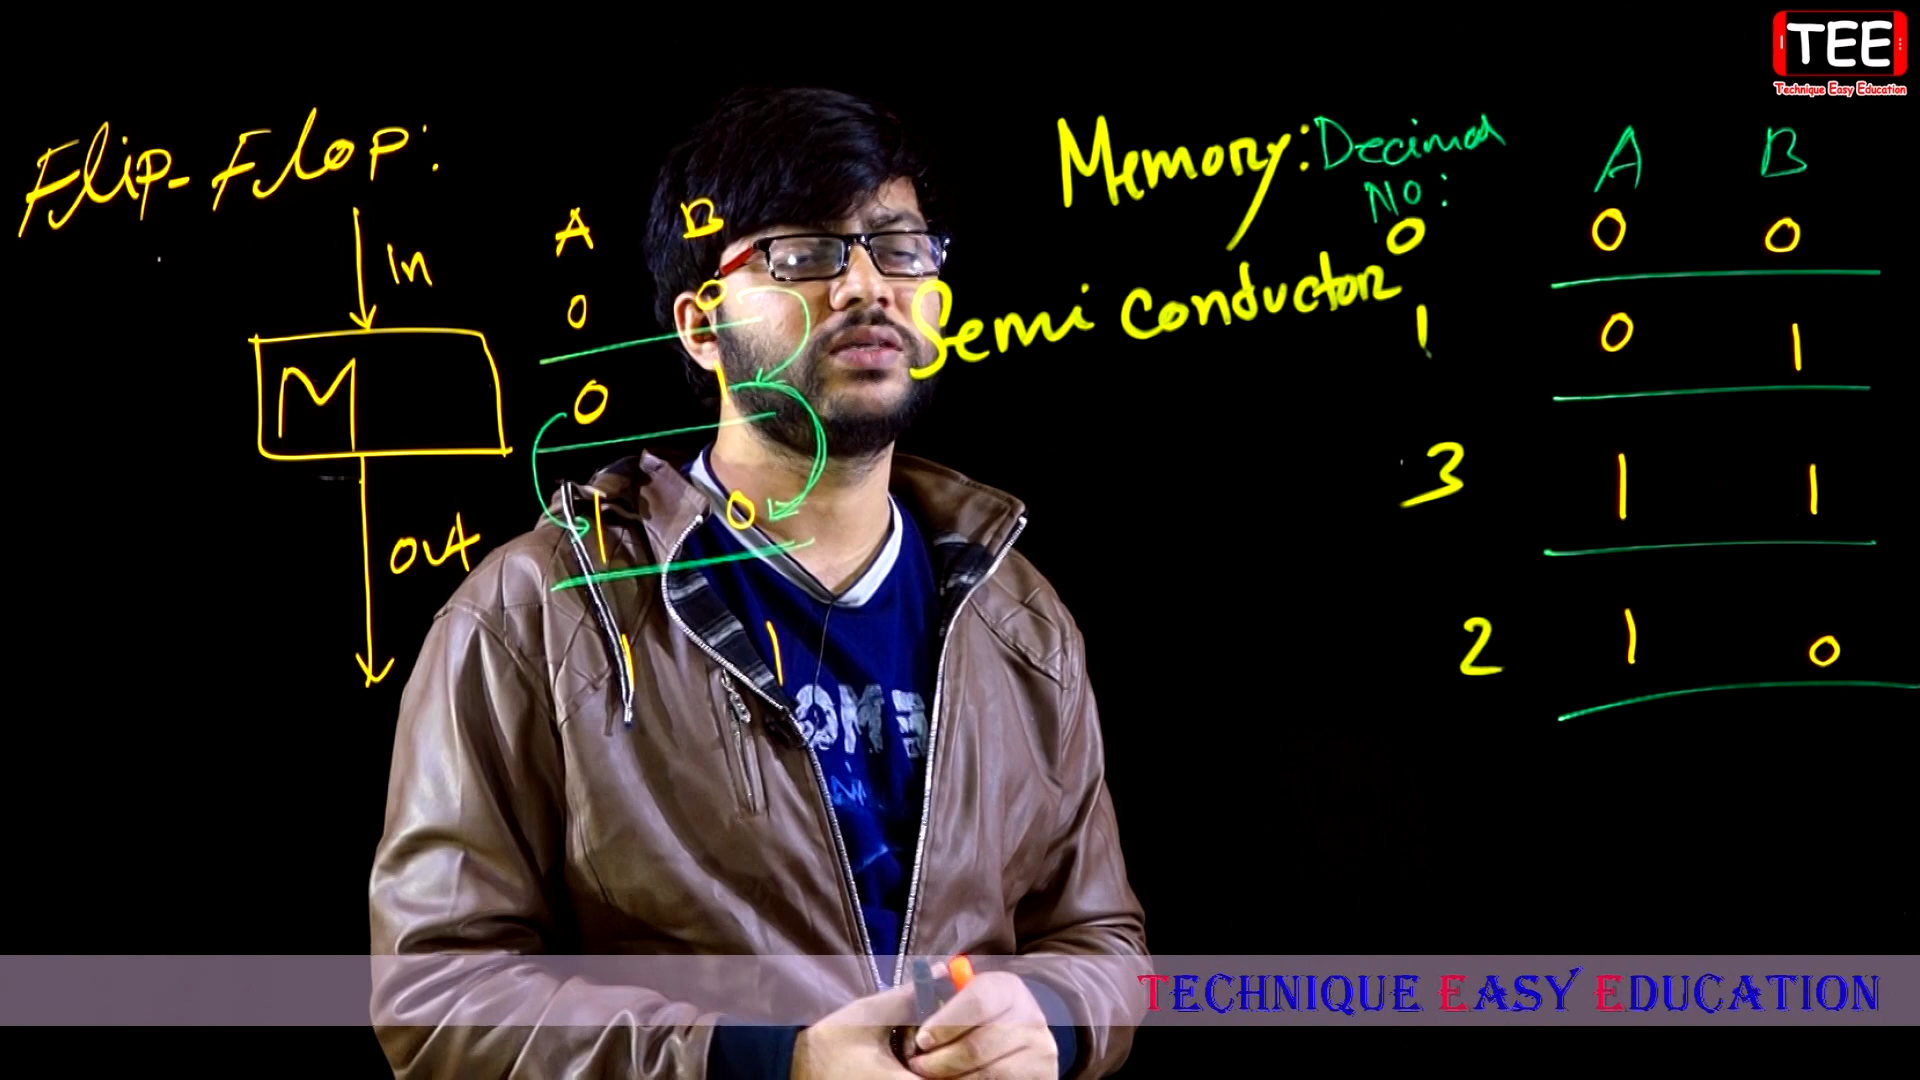 TEE
Technique Easy Education
Flip-Flop:
In
M
out
A B
0 0
0 1
1 0
1 1
Memory:
Semi conductor
Decimal No: A B
0 0 0
1 0 1
3 1 1
2 1 0
TECHNIQUE EASY EDUCATION